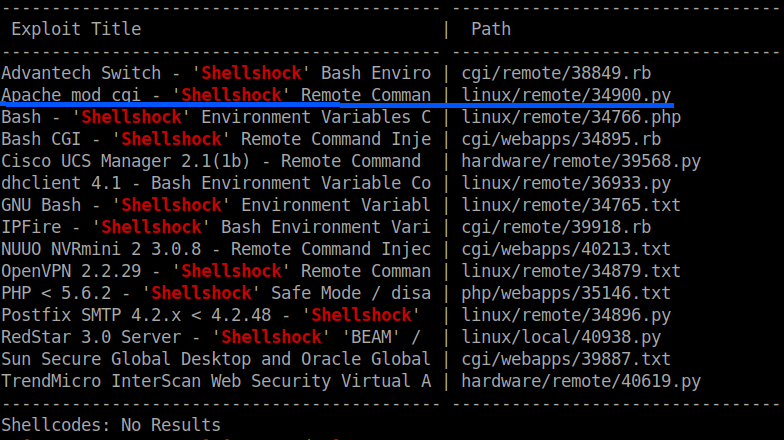 Exploit Title | Path
Advantech Switch - 'Shellshock' Bash Enviro | cgi/remote/38849.rb
Apache mod_cgi - 'Shellshock' Remote Comman | linux/remote/34900.py
Bash - 'Shellshock' Environment Variables C | linux/remote/34766.php
Bash CGI - 'Shellshock' Remote Command Inje | cgi/webapps/34895.rb
Cisco UCS Manager 2.1(1b) - Remote Command | hardware/remote/39568.py
dhclient 4.1 - Bash Environment Variable Co | linux/remote/36933.py
GNU Bash - 'Shellshock' Environment Variabl | linux/remote/34765.txt
IPFire - 'Shellshock' Bash Environment Vari | cgi/remote/39918.rb
NUUO NVRmini 2 3.0.8 - Remote Command Injec | cgi/webapps/40213.txt
OpenVPN 2.2.29 - 'Shellshock' Remote Comman | linux/remote/34879.txt
PHP < 5.6.2 - 'Shellshock' Safe Mode / disa | php/webapps/35146.txt
Postfix SMTP 4.2.x < 4.2.48 - 'Shellshock' | linux/remote/34896.py
RedStar 3.0 Server - 'Shellshock' 'BEAM' / | linux/local/40938.py
Sun Secure Global Desktop and Oracle Global | cgi/webapps/39887.txt
TrendMicro InterScan Web Security Virtual A | hardware/remote/40619.py
Shellcodes: No Results